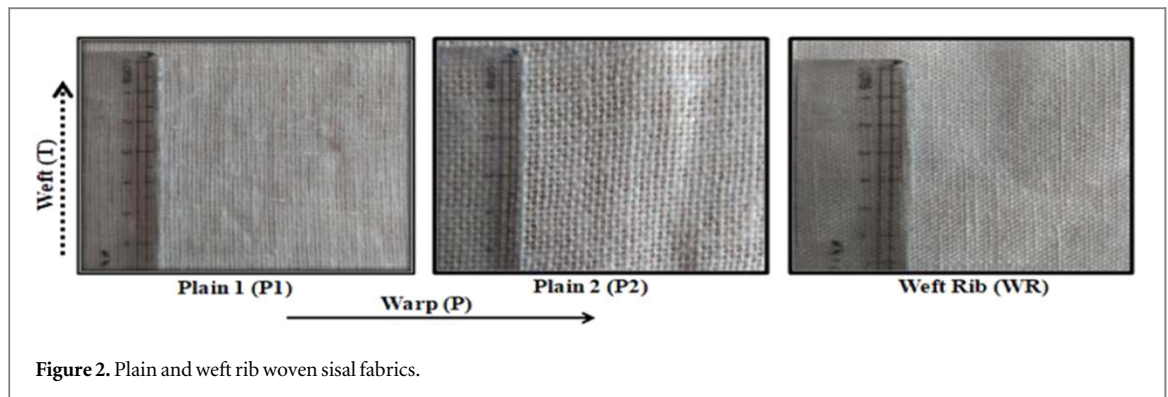 Weft (T)
Plain 1 (P1)
Plain 2 (P2)
Weft Rib (WR)
Warp (P)
Figure 2. Plain and weft rib woven sisal fabrics.